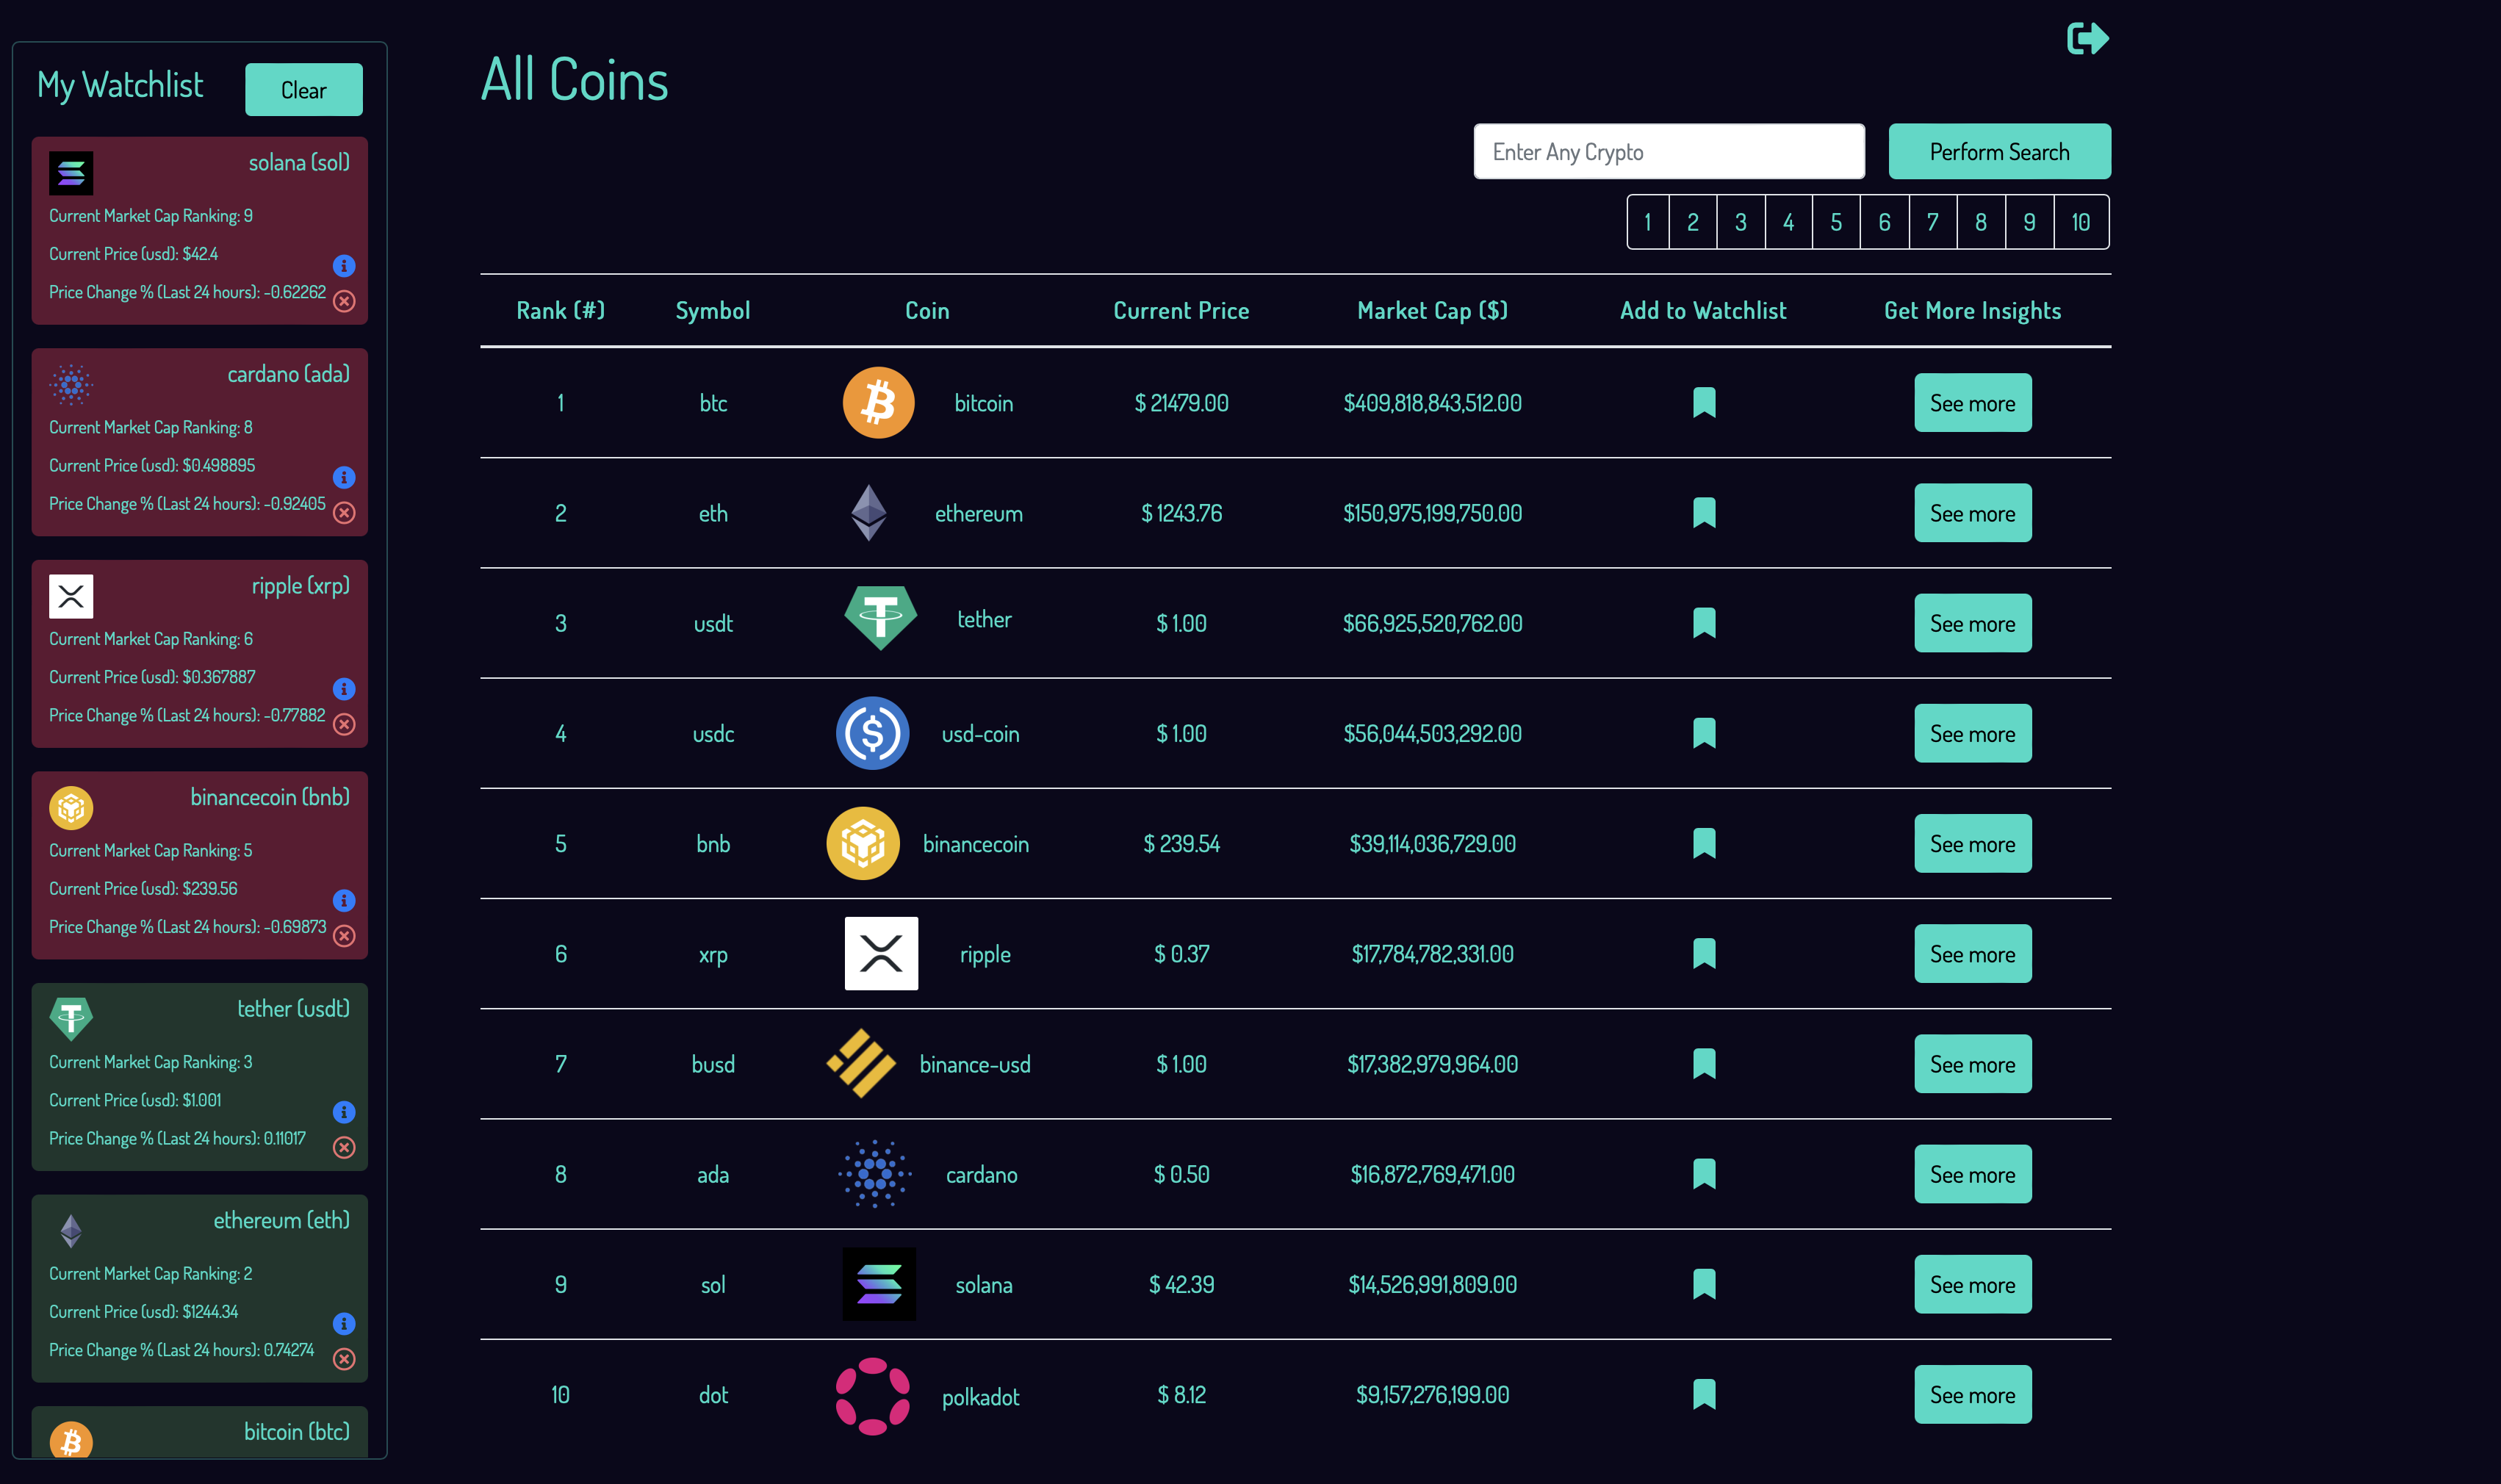 My Watchlist
Clear
solana (sol)
Current Market Cap Ranking: 9
Current Price (usd): $42.4
Price Change % (Last 24 hours): -0.62262
cardano (ada)
Current Market Cap Ranking: 8
Current Price (usd): $0.498895
Price Change % (Last 24 hours): -0.92405
ripple (xrp)
Current Market Cap Ranking: 6
Current Price (usd): $0.367887
Price Change % (Last 24 hours): -0.77882
binancecoin (bnb)
Current Market Cap Ranking: 5
Current Price (usd): $239.56
Price Change % (Last 24 hours): -0.69873
tether (usdt)
Current Market Cap Ranking: 3
Current Price (usd): $1.001
Price Change % (Last 24 hours): 0.11017
ethereum (eth)
Current Market Cap Ranking: 2
Current Price (usd): $1244.34
Price Change % (Last 24 hours): 0.74274
bitcoin (btc)
All Coins
Enter Any Crypto Perform Search
1 2 3 4 5 6 7 8 9 10
Rank (#) Symbol Coin Current Price Market Cap ($) Add to Watchlist Get More Insights
1 btc bitcoin $ 21479.00 $409,818,843,512.00 See more
2 eth ethereum $ 1243.76 $150,975,199,750.00 See more
3 usdt tether $ 1.00 $66,925,520,762.00 See more
4 usdc usd-coin $ 1.00 $56,044,503,292.00 See more
5 bnb binancecoin $ 239.54 $39,114,036,729.00 See more
6 xrp ripple $ 0.37 $17,784,782,331.00 See more
7 busd binance-usd $ 1.00 $17,382,979,964.00 See more
8 ada cardano $ 0.50 $16,872,769,471.00 See more
9 sol solana $ 42.39 $14,526,991,809.00 See more
10 dot polkadot $ 8.12 $9,157,276,199.00 See more